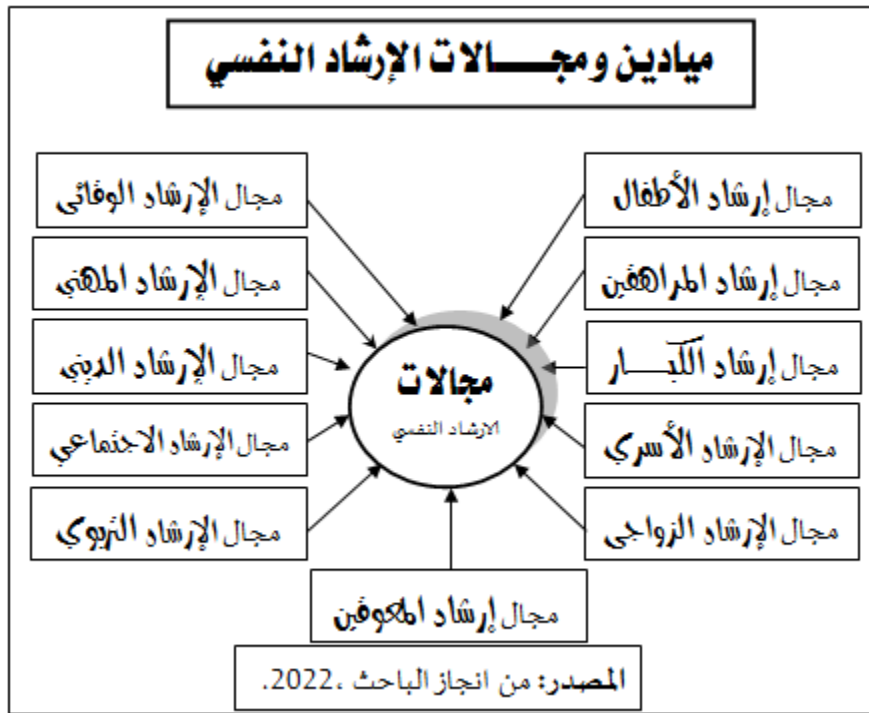 ميادين ومجـــالات الإرشاد النفسي
مجال إرشاد الأطفال
مجال إرشاد المراهقين
مجال إرشاد الكبـــار
مجال الإرشاد الأسري
مجال الإرشاد الزواجي
مجال الإرشاد الوقائي
مجال الإرشاد المهني
مجال الإرشاد الديني
مجال الإرشاد الاجتماعي
مجال الإرشاد التربوي
مجالات
الارشاد النفسي
مجال إرشاد المعوقين
المصدر: من انجاز الباحث ،2022.